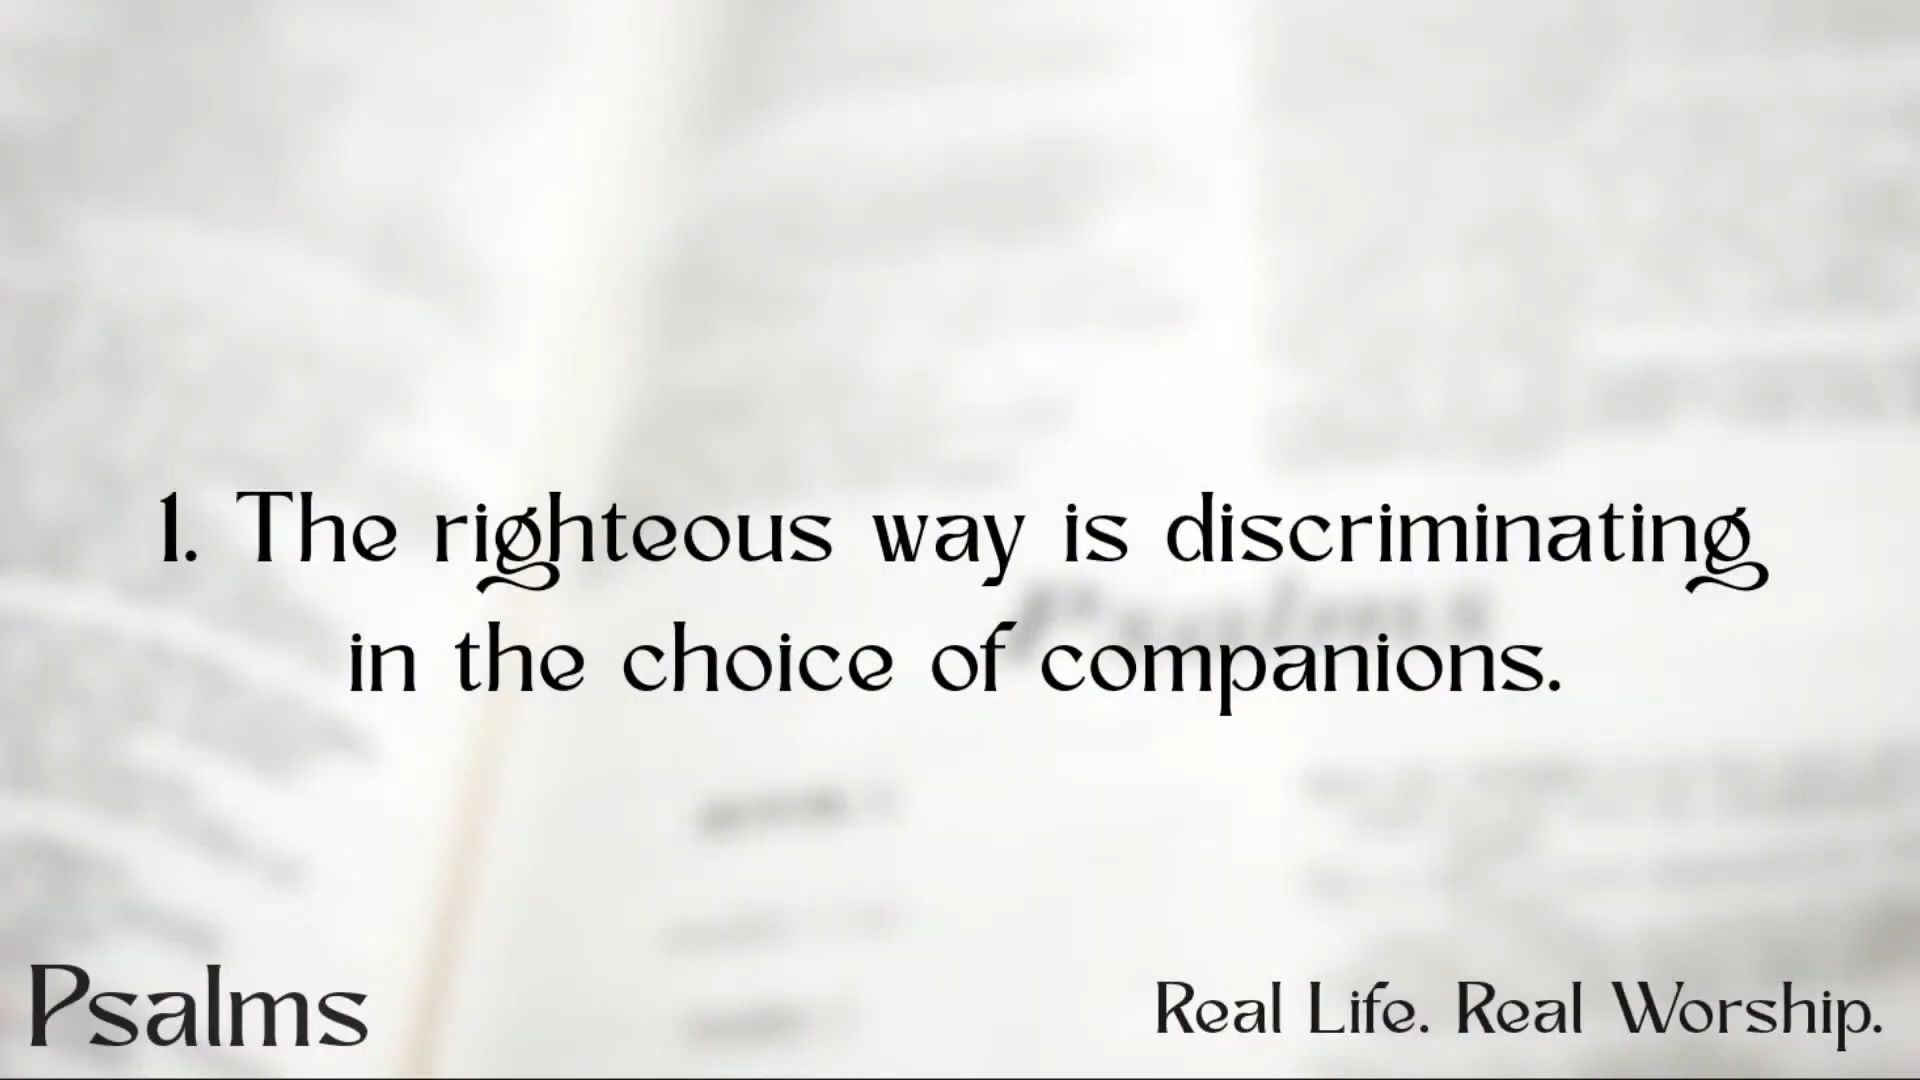 1. The righteous way is discriminating
in the choice of companions.
Psalms
Real Life. Real Worship.